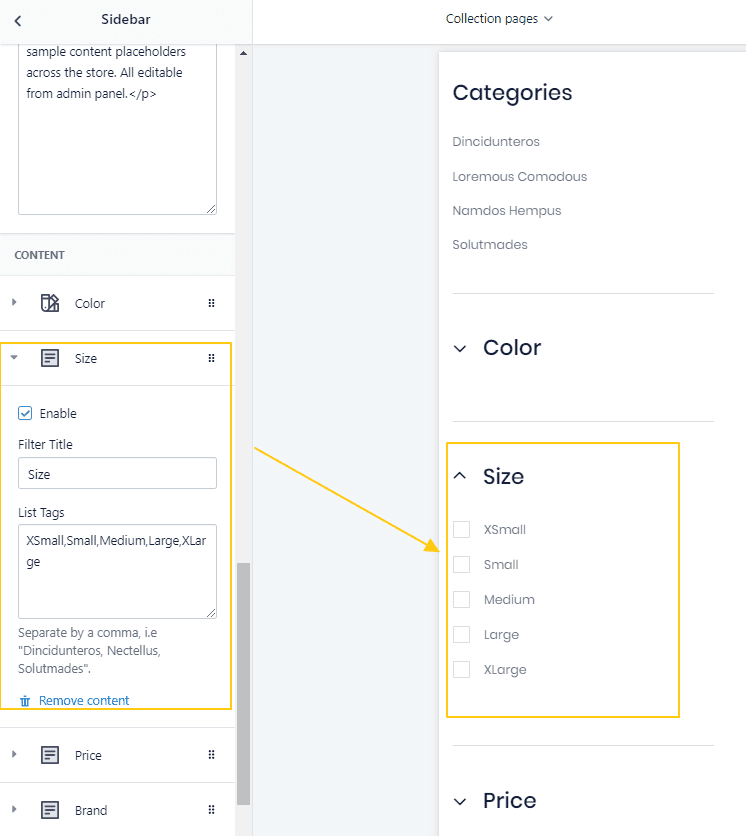 Sidebar
sample content placeholders
across the store. All editable
from admin panel.</p>
CONTENT
Color
Size
Enable
Filter Title
Size
List Tags
XSmall,Small,Medium,Large,XLar
ge
Separate by a comma, i.e
"Dincidunteros, Nectellus,
Solutmades".
Remove content
Price
Brand
Collection pages
Categories
Dincidunteros
Loremous Comodous
Namdos Hempus
Solutmades
Color
Size
XSmall
Small
Medium
Large
XLarge
Price